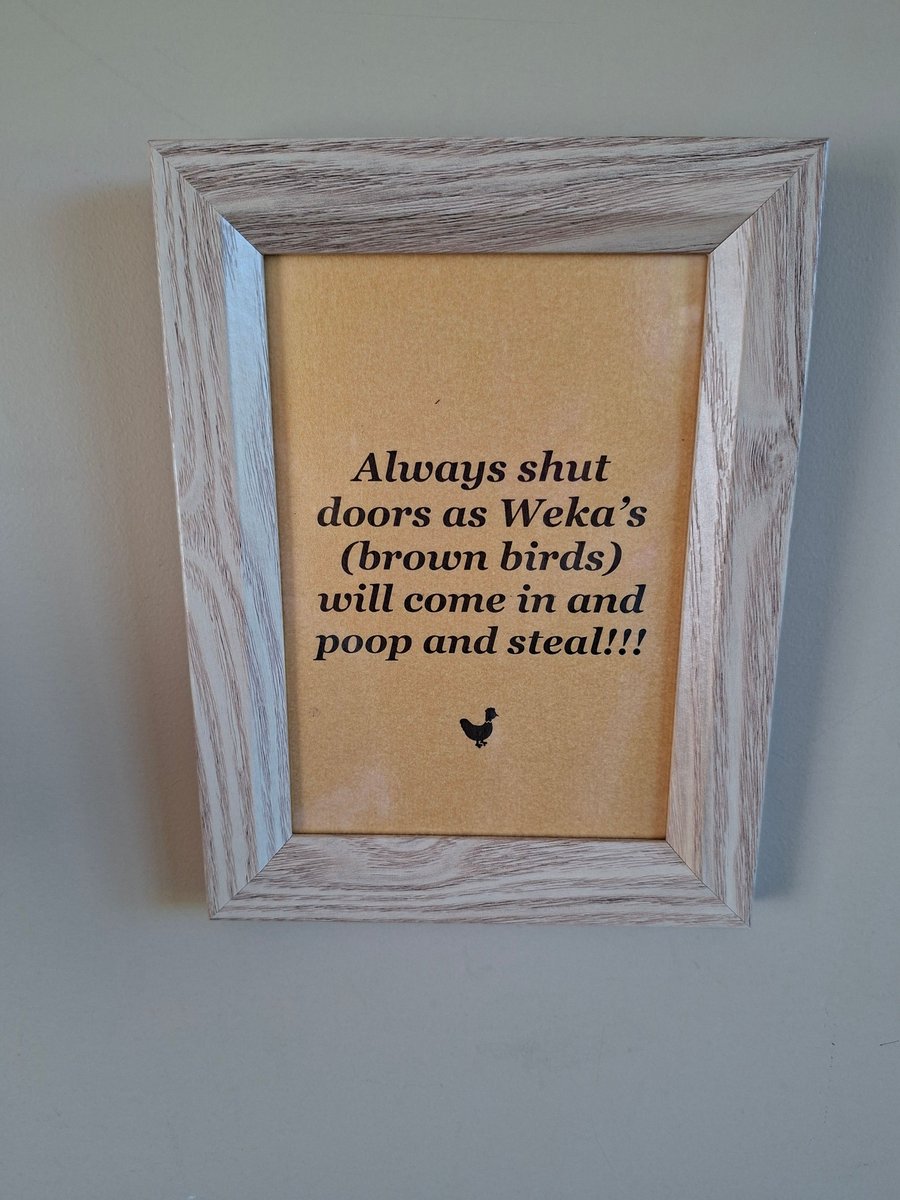 Always shut
doors as Weka’s
(brown birds)
will come in and
poop and steal!!!